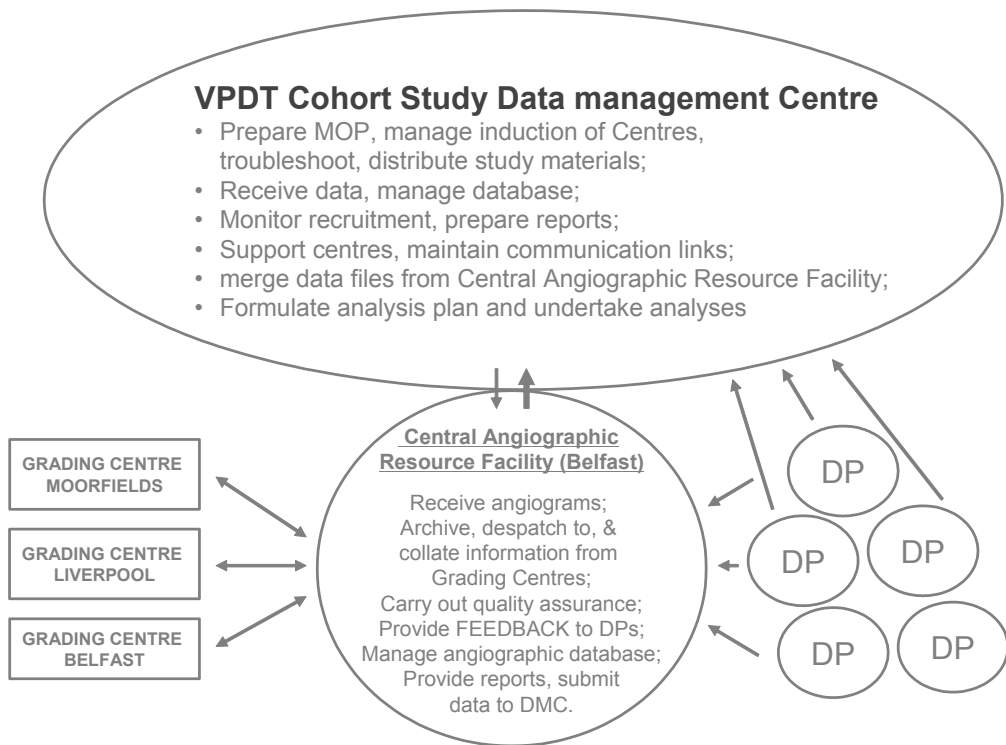 VPDT Cohort Study Data management Centre
• Prepare MOP, manage induction of Centres,
troubleshoot, distribute study materials;
• Receive data, manage database;
• Monitor recruitment, prepare reports;
• Support centres, maintain communication links;
• merge data files from Central Angiographic Resource Facility;
• Formulate analysis plan and undertake analyses
GRADING CENTRE
MOORFIELDS
GRADING CENTRE
LIVERPOOL
GRADING CENTRE
BELFAST
Central Angiographic
Resource Facility (Belfast)
Receive angiograms;
Archive, despatch to, &
collate information from
Grading Centres;
Carry out quality assurance;
Provide FEEDBACK to DPs;
Manage angiographic database;
Provide reports, submit
data to DMC.
DP
DP
DP
DP
DP